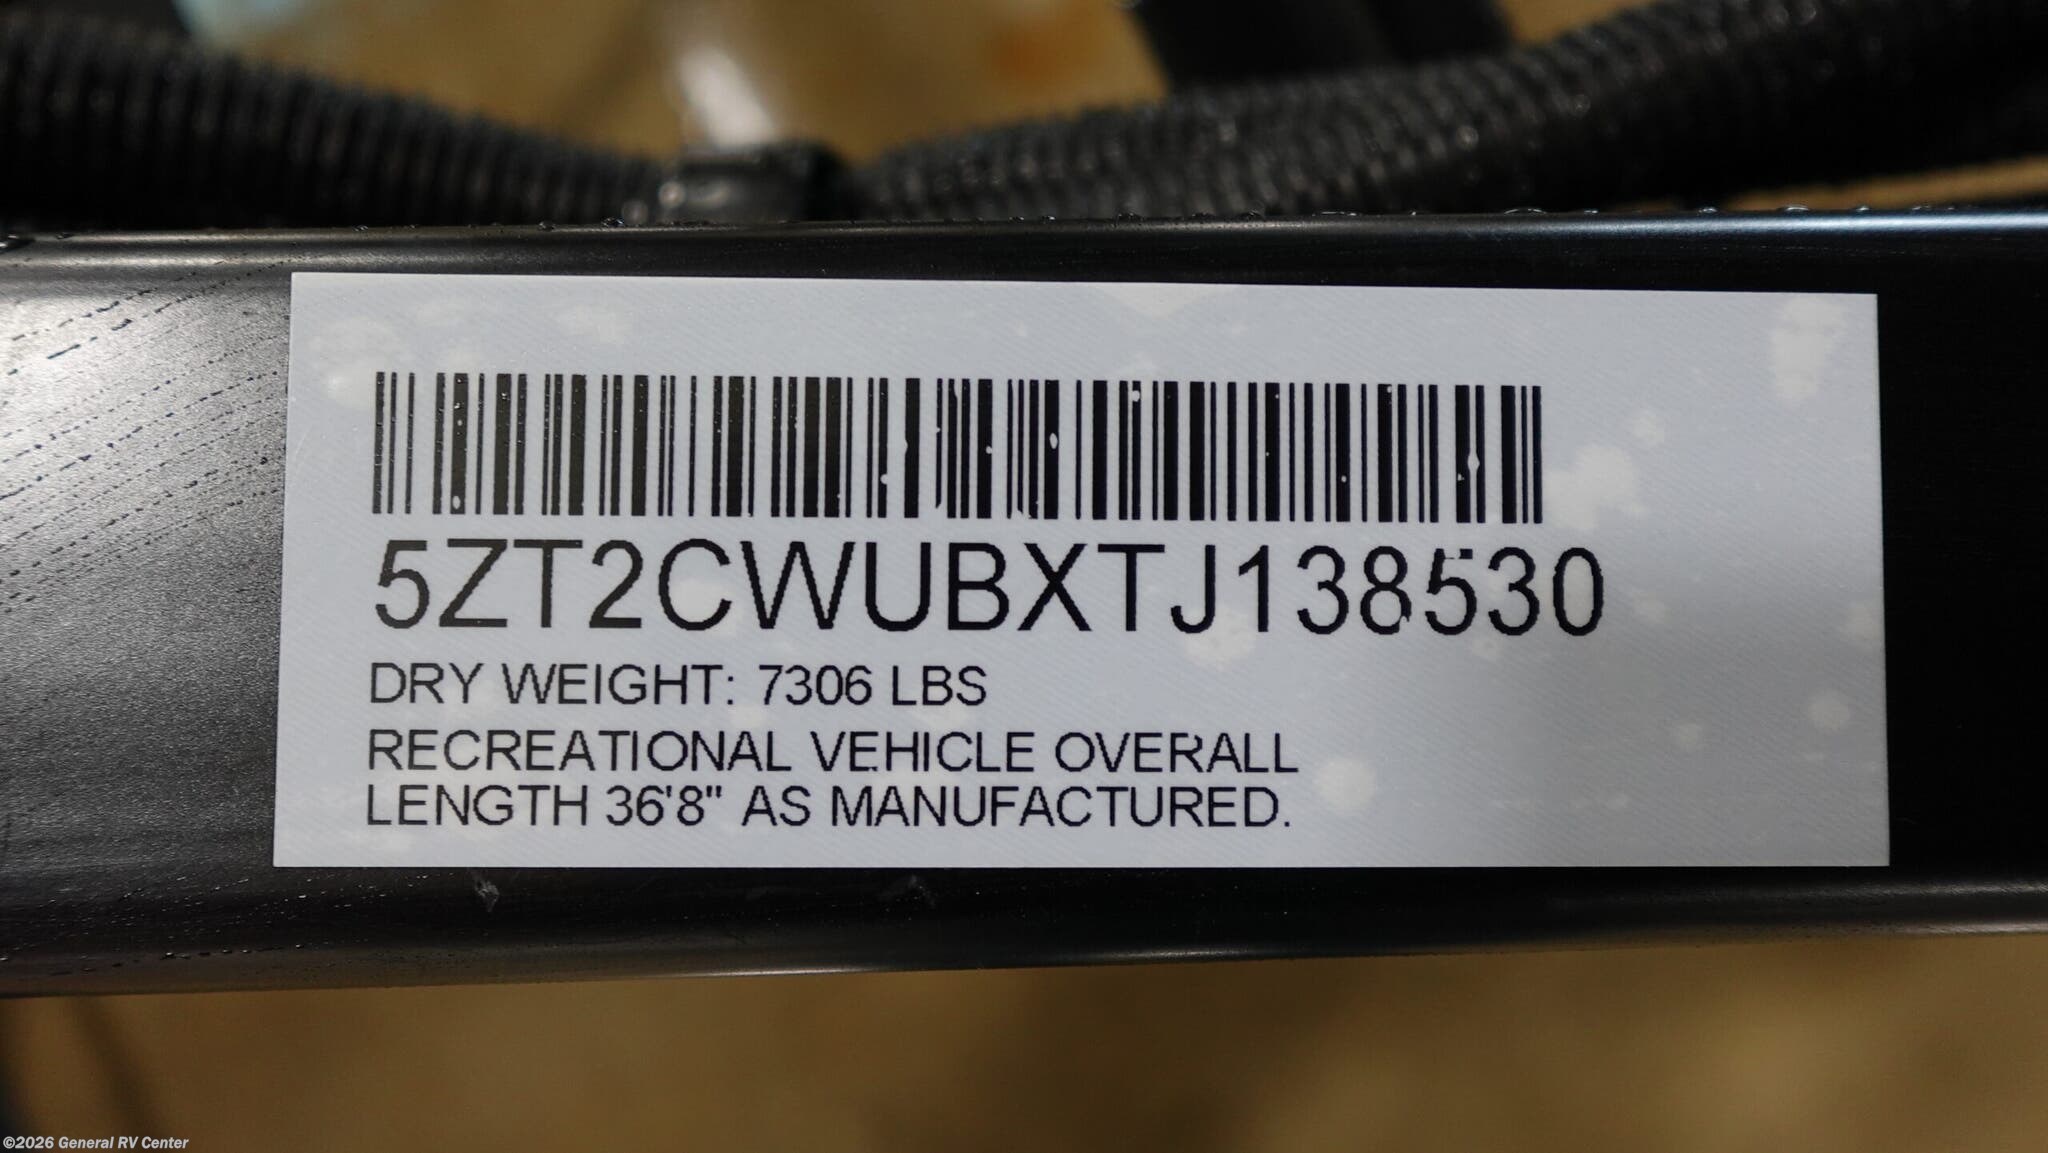 5ZT2CWUBXTJ138530
DRY WEIGHT: 7306 LBS
RECREATIONAL VEHICLE OVERALL
LENGTH 36'8" AS MANUFACTURED.
©2026 General RV Center